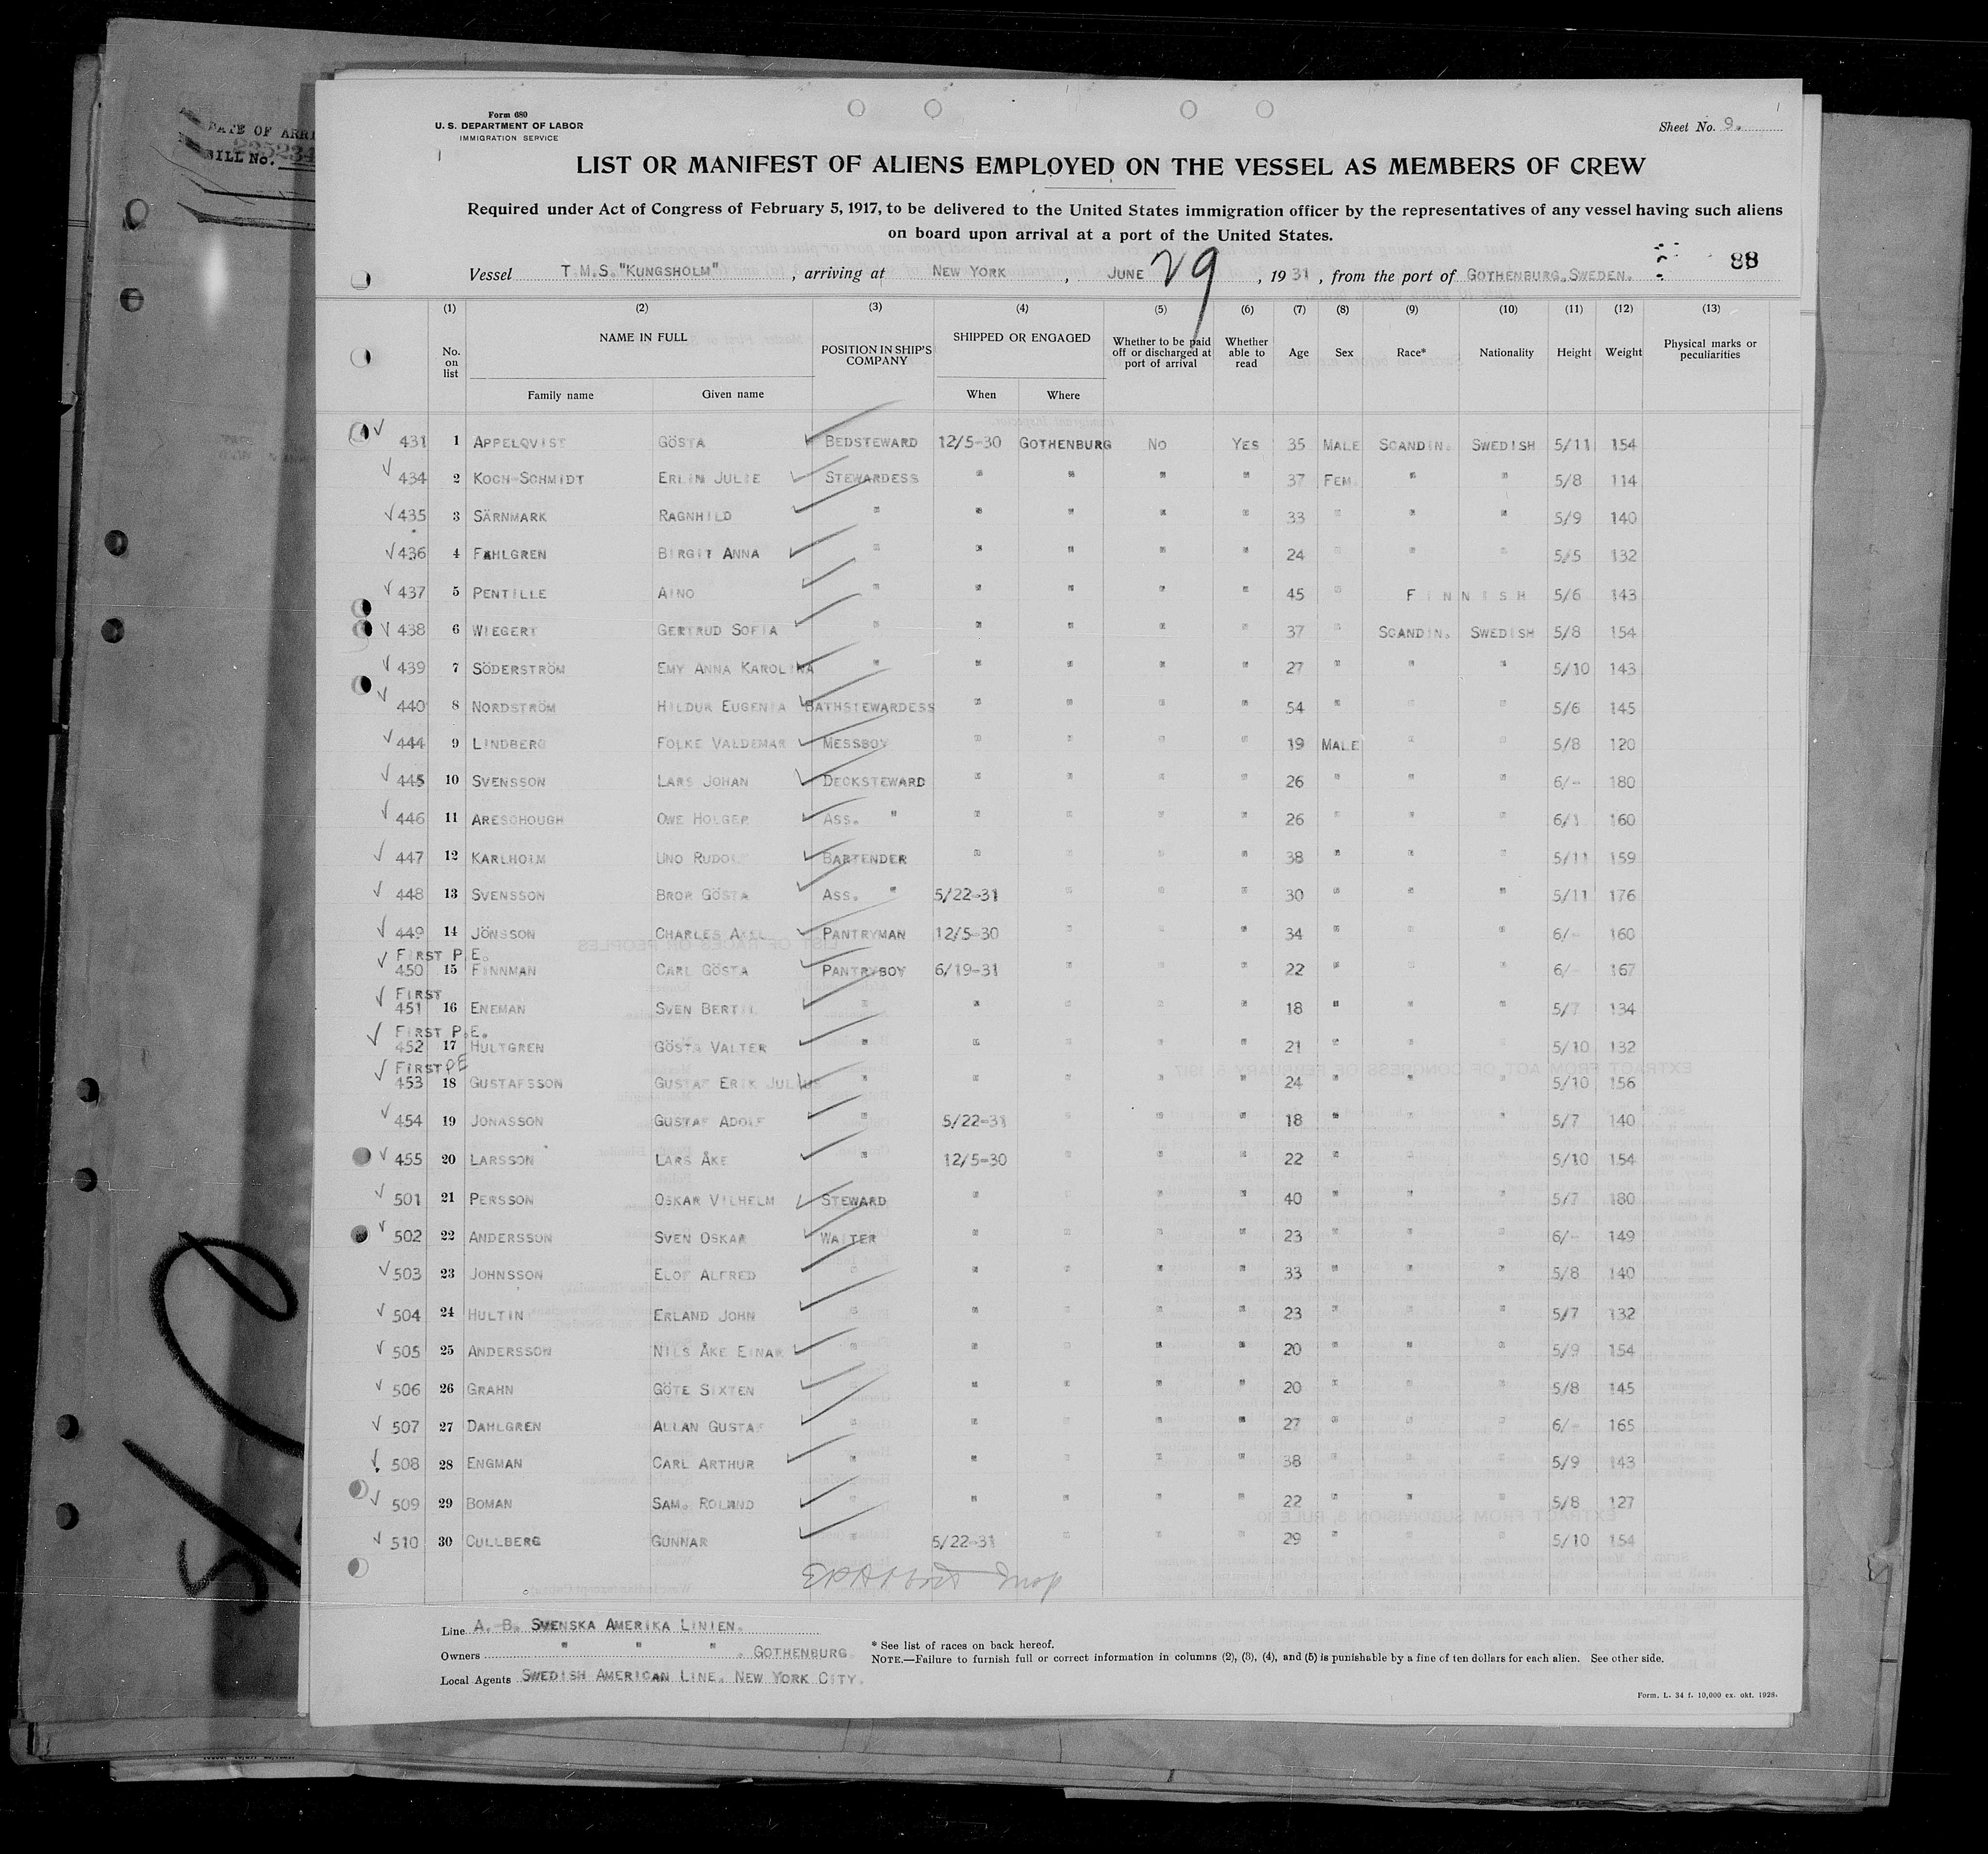 DATE OF ARRI
BILL No.
Form 680
U. S. DEPARTMENT OF LABOR
IMMIGRATION SERVICE
Sheet No. 9.
LIST OR MANIFEST OF ALIENS EMPLOYED ON THE VESSEL AS MEMBERS OF CREW
Required under Act of Congress of February 5, 1917, to be delivered to the United States immigration officer by the representatives of any vessel having such aliens
on board upon arrival at a port of the United States.
88
Vessel T.M.S."KUNGSHOLM", arriving at NEW YORK, JUNE 29, 1931, from the port of GOTHENBURG.SWEDEN.
(1) (2) (3) (4) (5) (6) (7) (8) (9) (10) (11) (12) (13)
No. on list NAME IN FULL POSITION IN SHIP'S COMPANY SHIPPED OR ENGAGED Whether to be paid off or discharged at port of arrival Whether able to read Age Sex Race* Nationality Height Weight Physical marks or peculiarities
Family name Given name When Where
431 1 APPELQVIST GÖSTA BEDSTEWARD 12/5-30 GOTHENBURG NO YES 35 MALE SCANDIN. SWEDISH 5/11 154
434 2 KOCH-SCHMIDT ERLIN JULIE STEWARDESS " " " " 37 FEM. " " 5/8 114
435 3 SÄRNMARK RAGNHILD " " " " " 33 " " " 5/9 140
436 4 FAHLGREN BIRGIT ANNA " " " " " 24 " " " 5/5 132
437 5 PENTILLE AINO " " " " " 45 " FINNISH 5/6 143
438 6 WIEGERT GERTRUD SOFIA " " " " " 37 " SCANDIN. SWEDISH 5/8 154
439 7 SÖDERSTRÖM EMY ANNA KAROLINA " " " " " 27 " " " 5/10 143
440 8 NORDSTRÖM HILDUR EUGENIA BATHSTEWARDESS " " " " 54 " " " 5/6 145
444 9 LINDBERG FOLKE VALDEMAR MESSBOY " " " " 19 MALE " " 5/8 120
445 10 SVENSSON LARS JOHAN DECKSTEWARD " " " " 26 " " " 6/- 180
446 11 ARESCHOUGH OWE HOLGER ASS. " " " " " 26 " " " 6/1 160
447 12 KARLHOLM UNO RUDOLF BARTENDER " " " " 38 " " " 5/11 159
448 13 SVENSSON BROR GÖSTA ASS. " 5/22-31 " " " 30 " " " 5/11 176
449 14 JÖNSSON CHARLES AXEL PANTRYMAN 12/5-30 " " " 34 " " " 6/- 160
FIRST P.E.
450 15 FINNMAN CARL GÖSTA PANTRYBOY 6/19-31 " " " 22 " " " 6/- 167
FIRST
451 16 ENEMAN SVEN BERTIL " " " " " 18 " " " 5/7 134
FIRST P.E.
452 17 HULTGREN GÖSTA VALTER " " " " " 21 " " " 5/10 132
FIRST PE
453 18 GUSTAFSSON GUSTAF ERIK JULIUS " " " " " 24 " " " 5/10 156
454 19 JONASSON GUSTAF ADOLF " 5/22-31 " " " 18 " " " 5/7 140
455 20 LARSSON LARS ÅKE " 12/5-30 " " " 22 " " " 5/10 154
501 21 PERSSON OSKAR VILHELM STEWARD " " " " 40 " " " 5/7 180
502 22 ANDERSSON SVEN OSKAR WAITER " " " " 23 " " " 6/- 149
503 23 JOHNSSON ELOF ALFRED " " " " " 33 " " " 5/8 140
504 24 HULTIN ERLAND JOHN " " " " " 23 " " " 5/7 132
505 25 ANDERSSON NILS ÅKE EINAR " " " " " 20 " " " 5/9 154
506 26 GRAHN GÖTE SIXTEN " " " " " 20 " " " 5/8 145
507 27 DAHLGREN ALLAN GUSTAF " " " " " 27 " " " 6/- 165
508 28 ENGMAN CARL ARTHUR " " " " " 38 " " " 5/9 143
509 29 BOMAN SAM. ROLAND " " " " " 22 " " " 5/8 127
510 30 CULLBERG GUNNAR " 5/22-31 " " " 29 " " " 5/10 154
Line A. B. SVENSKA AMERIKA LINIEN.
Owners " " " . GOTHENBURG.
Local Agents SWEDISH AMERICAN LINE. NEW YORK CITY.
* See list of races on back hereof.
NOTE.—Failure to furnish full or correct information in columns (2), (3), (4), and (5) is punishable by a fine of ten dollars for each alien. See other side.
Form. L. 34 f. 10,000 ex. okt. 1928.